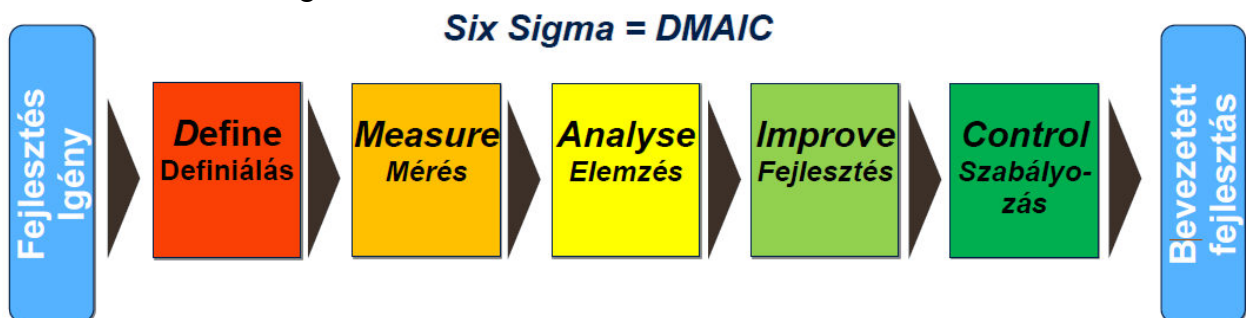 Six Sigma = DMAIC
Fejlesztés
Igény
Define
Definiálás
Measure
Mérés
Analyse
Elemzés
Improve
Fejlesztés
Control
Szabályo-
zás
Bevezetett
fejlesztás